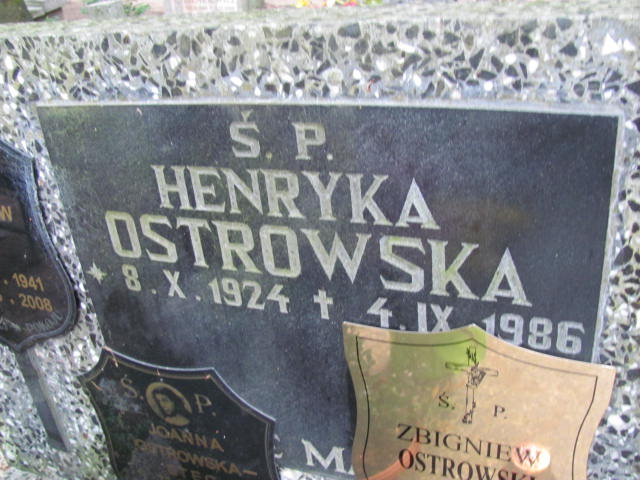 Ś. P.
HENRYKA
OSTROWSKA
* 8. X. 1924 † 4. IX 1986
1941
2008
Ś. P.
JOANNA
OSTROWSKA-
Ś. P.
ZBIGNIEW
OSTROWSKI